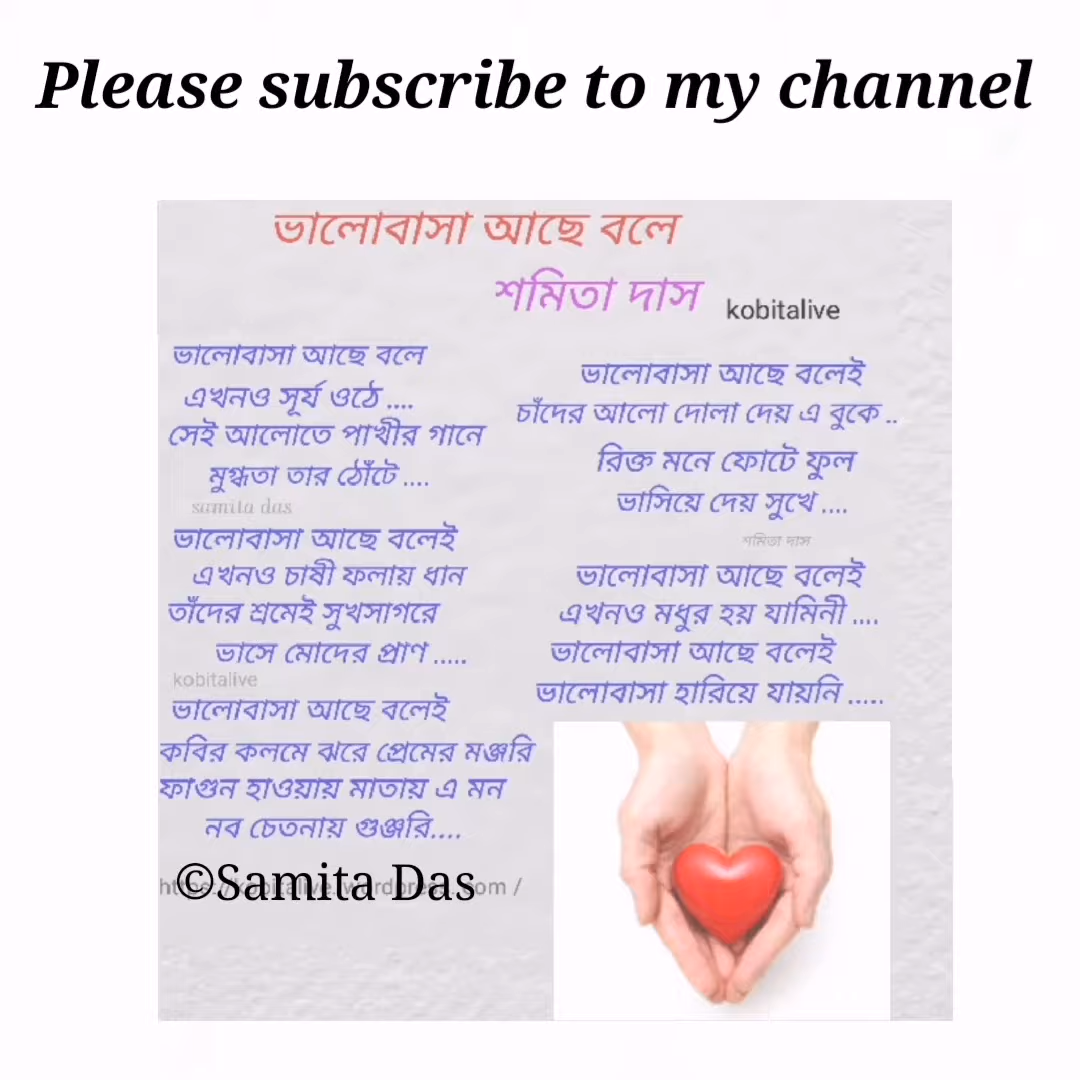 Please subscribe to my channel
ভালোবাসা আছে বলে
শমিতা দাস
kobitalive
ভালোবাসা আছে বলে
এখনও সূর্য ওঠে ....
সেই আলোতে পাখীর গানে
মুগ্ধতা তার ঠোঁটে ....
samita das
ভালোবাসা আছে বলেই
এখনও চাষী ফলায় ধান
তাঁদের শ্রমেই সুখসাগরে
ভাসে মোদের প্রাণ .....
kobitalive
ভালোবাসা আছে বলেই
কবির কলমে ঝরে প্রেমের মঞ্জরি
ফাগুন হাওয়ায় মাতায় এ মন
নব চেতনায় গুঞ্জরি....
©Samita Das
ভালোবাসা আছে বলেই
চাঁদের আলো দোলা দেয় এ বুকে ..
রিক্ত মনে ফোটে ফুল
ভাসিয়ে দেয় সুখে ....
শমিতা দাস
ভালোবাসা আছে বলেই
এখনও মধুর হয় যামিনী ....
ভালোবাসা আছে বলেই
ভালোবাসা হারিয়ে যায়নি .....